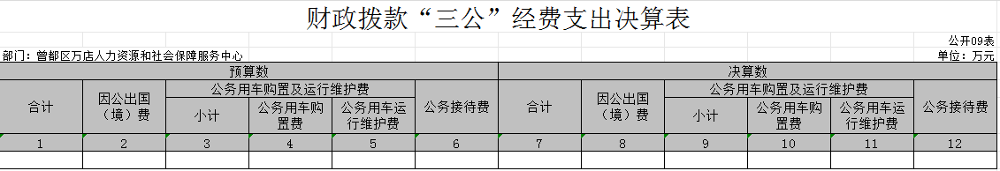 财政拨款“三公”经费支出决算表
公开09表
部门：曾都区万店人力资源和社会保障服务中心 单位：万元
预算数 决算数
合计 因公出国（境）费 公务用车购置及运行维护费 公务接待费 合计 因公出国（境）费 公务用车购置及运行维护费 公务接待费
小计 公务用车购置费 公务用车运行维护费 小计 公务用车购置费 公务用车运行维护费
1 2 3 4 5 6 7 8 9 10 11 12